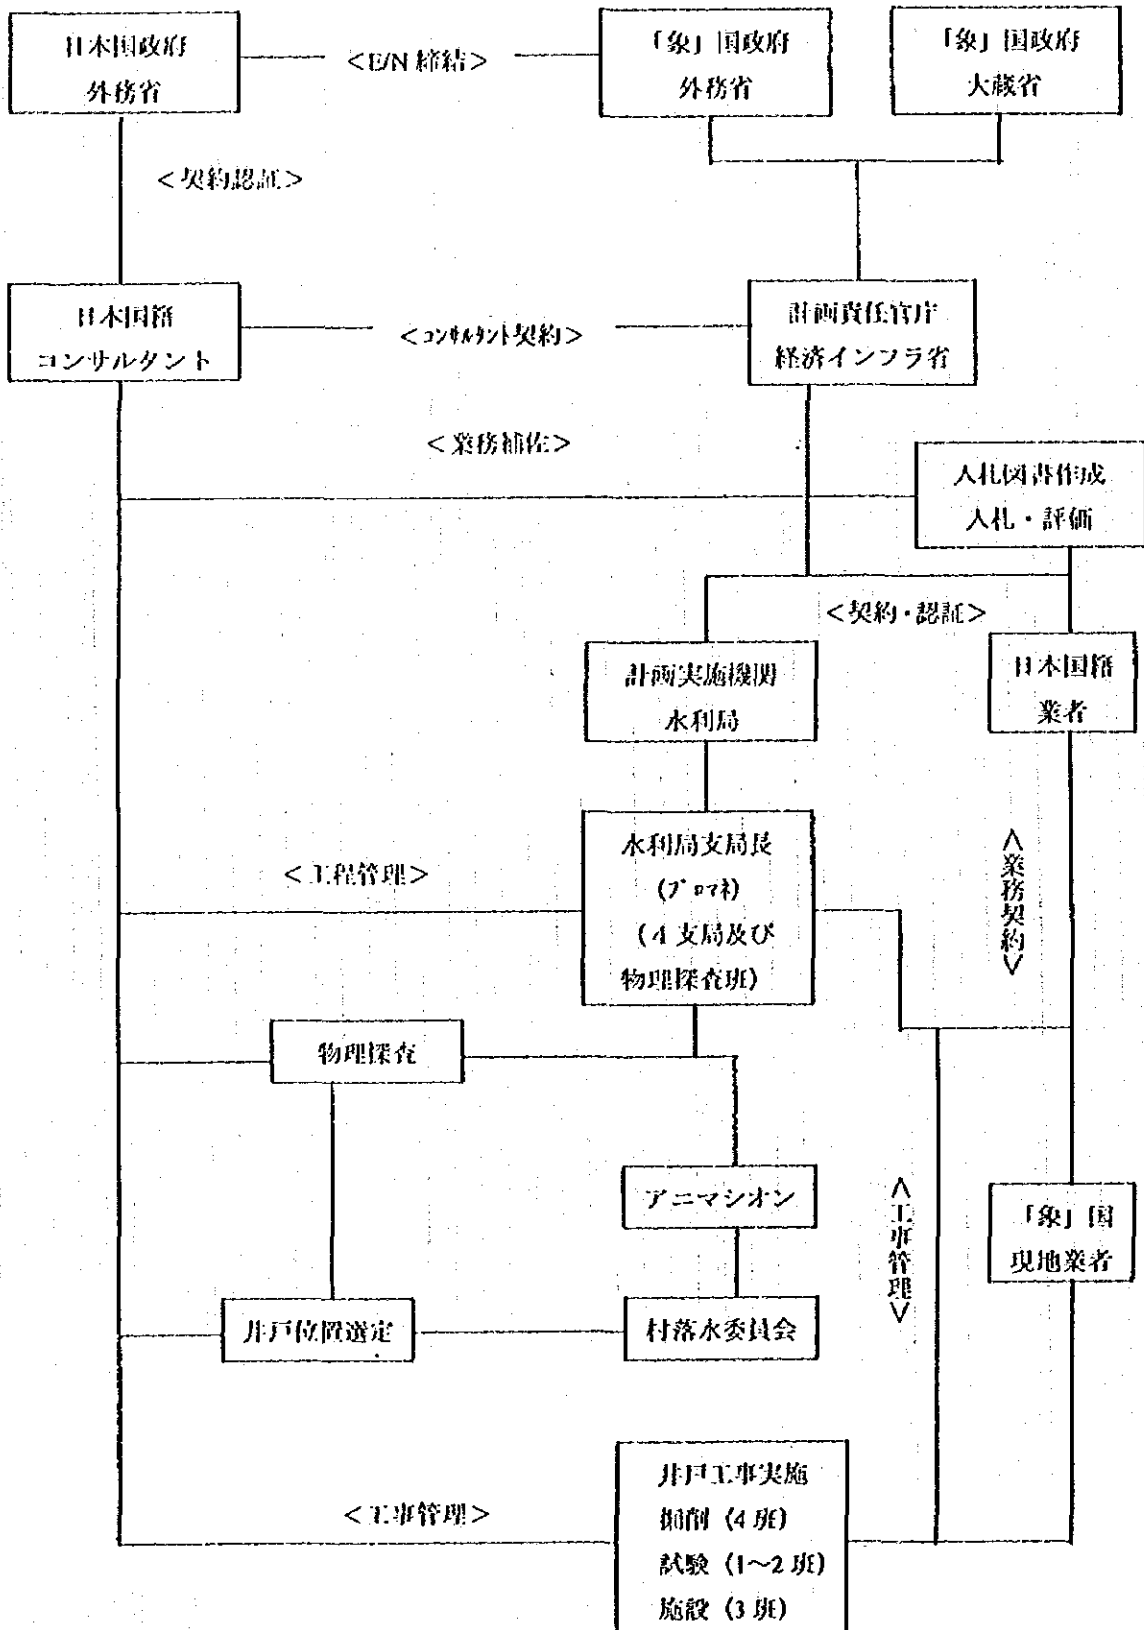 日本国政府
外務省
<E/N 締結>
「象」国政府
外務省
「象」国政府
大蔵省
<契約認証>
日本国籍
コンサルタント
<コンサルタント契約>
計画責任官庁
経済インフラ省
<業務補佐>
入札図書作成
入札・評価
<契約・認証>
計画実施機関
水利局
日本国籍
業者
水利局支局長
(プロマネ)
(4 支局及び
物理探査班)
<工程管理>
<業務契約>
物理探査
アニマシオン
<工事管理>
「象」国
現地業者
井戸位置選定
村落水委員会
井戸工事実施
掘削 (4 班)
試験 (1~2 班)
施設 (3 班)
<工事管理>